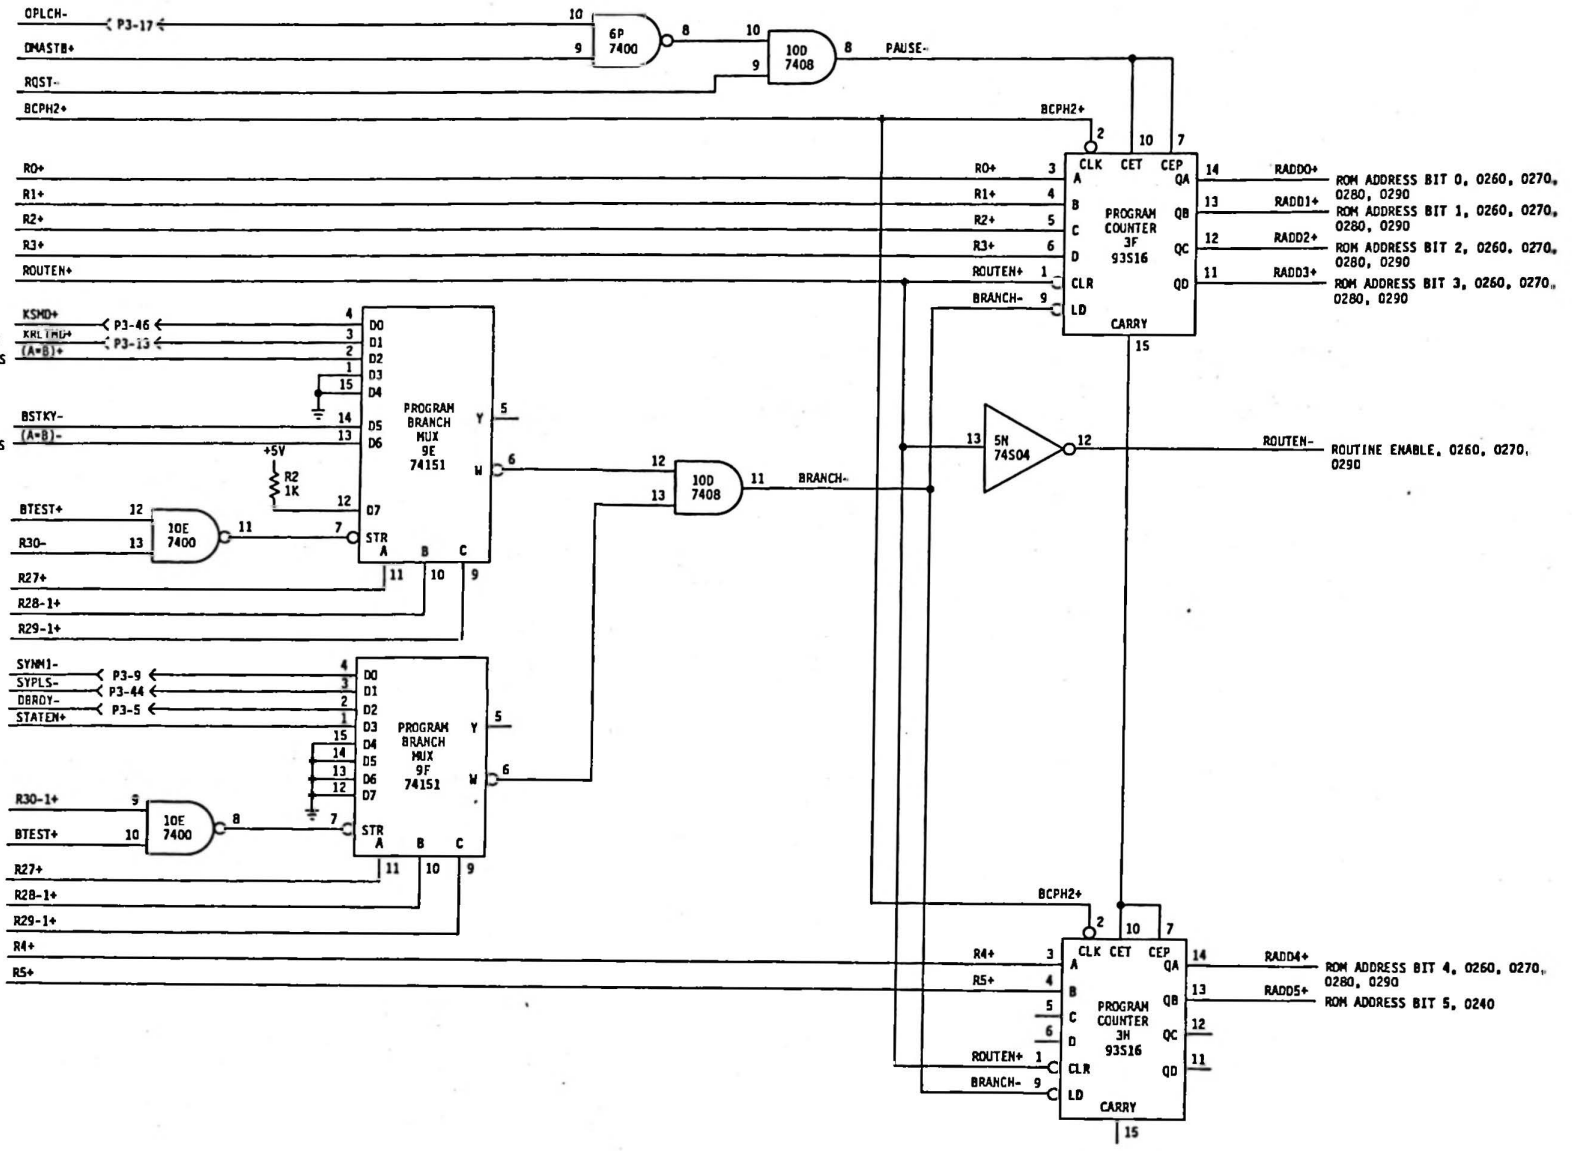 OPLCH- P3-17 10 6P 8 10 10D 8 PAUSE-
DMASTB+ 9 7400 9 7408
RQST-
BCPH2+ BCPH2+ 2 10 7
CLK CET CEP
R0+ R0+ 3 A QA 14 RADD0+ ROM ADDRESS BIT 0, 0260, 0270,
0280, 0290
R1+ R1+ 4 B QB 13 RADD1+ ROM ADDRESS BIT 1, 0260, 0270,
0280, 0290
R2+ R2+ 5 C QC 12 RADD2+ ROM ADDRESS BIT 2, 0260, 0270,
0280, 0290
R3+ R3+ 6 D QD 11 RADD3+ ROM ADDRESS BIT 3, 0260, 0270,
0280, 0290
PROGRAM
COUNTER
3F
93S16
ROUTEN+ ROUTEN+ 1 CLR
BRANCH- 9 LD
CARRY
15
KSMD+ P3-46 4 D0
P3-13 3 D1
S (A=B)+ 2 D2
1 D3
15 D4
BSTKY- 14 D5
S (A=B)- 13 D6
+5V
R2
1K
12 D7
PROGRAM
BRANCH
MUX
9E
74151
Y 5
W 6
BTEST+ 12 10E 11 7 STR
R30- 13 7400
A B C
R27+ 11 10 9
R28-1+
R29-1+
12 10D 11 BRANCH-
13 7408
13 5N 12 ROUTEN- ROUTINE ENABLE, 0260, 0270,
74S04 0290
SYNM1- P3-9 4 D0
SYPLS- P3-44 3 D1
DBRDY- P3-5 2 D2
STATEN+ 1 D3
15 D4
14 D5
13 D6
12 D7
PROGRAM
BRANCH
MUX
9F
74151
Y 5
W 6
R30-1+ 9 10E 8 7 STR
BTEST+ 10 7400
A B C
R27+ 11 10 9
R28-1+
R29-1+
BCPH2+ 2 10 7
CLK CET CEP
R4+ R4+ 3 A QA 14 RADD4+ ROM ADDRESS BIT 4, 0260, 0270,
0280, 0290
R5+ R5+ 4 B QB 13 RADD5+ ROM ADDRESS BIT 5, 0240
5 C QC 12
6 D QD 11
PROGRAM
COUNTER
3H
93S16
ROUTEN+ 1 CLR
BRANCH- 9 LD
CARRY
15